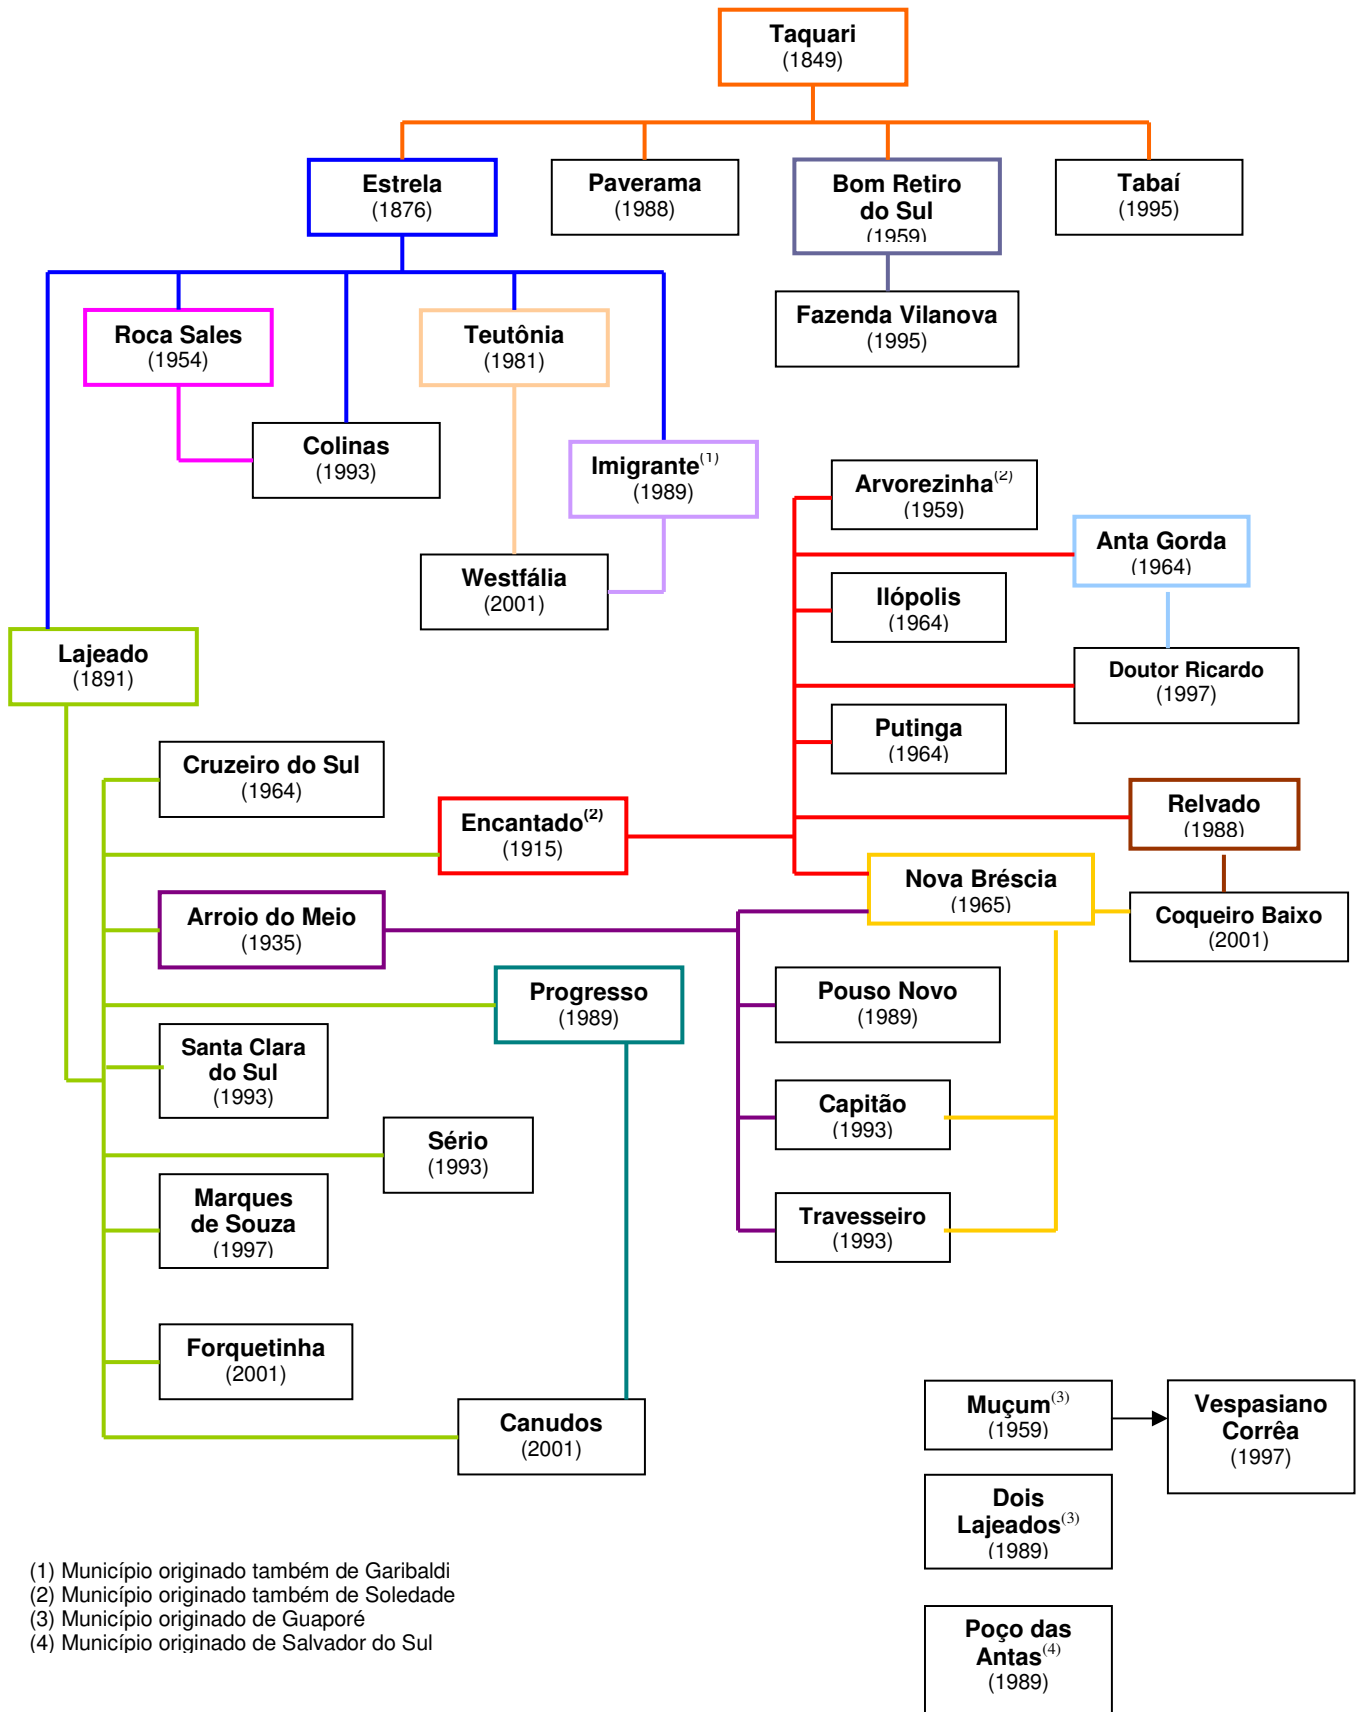 Taquari
(1849)
Estrela
(1876)
Paverama
(1988)
Bom Retiro
do Sul
(1959)
Tabaí
(1995)
Fazenda Vilanova
(1995)
Roca Sales
(1954)
Teutônia
(1981)
Colinas
(1993)
Imigrante(1)
(1989)
Westfália
(2001)
Arvorezinha(2)
(1959)
Anta Gorda
(1964)
Ilópolis
(1964)
Doutor Ricardo
(1997)
Putinga
(1964)
Lajeado
(1891)
Cruzeiro do Sul
(1964)
Encantado(2)
(1915)
Relvado
(1988)
Nova Bréscia
(1965)
Coqueiro Baixo
(2001)
Arroio do Meio
(1935)
Progresso
(1989)
Pouso Novo
(1989)
Santa Clara
do Sul
(1993)
Capitão
(1993)
Sério
(1993)
Marques
de Souza
(1997)
Travesseiro
(1993)
Forquetinha
(2001)
Canudos
(2001)
Muçum(3)
(1959)
Vespasiano
Corrêa
(1997)
Dois
Lajeados(3)
(1989)
Poço das
Antas(4)
(1989)
(1) Município originado também de Garibaldi
(2) Município originado também de Soledade
(3) Município originado de Guaporé
(4) Município originado de Salvador do Sul